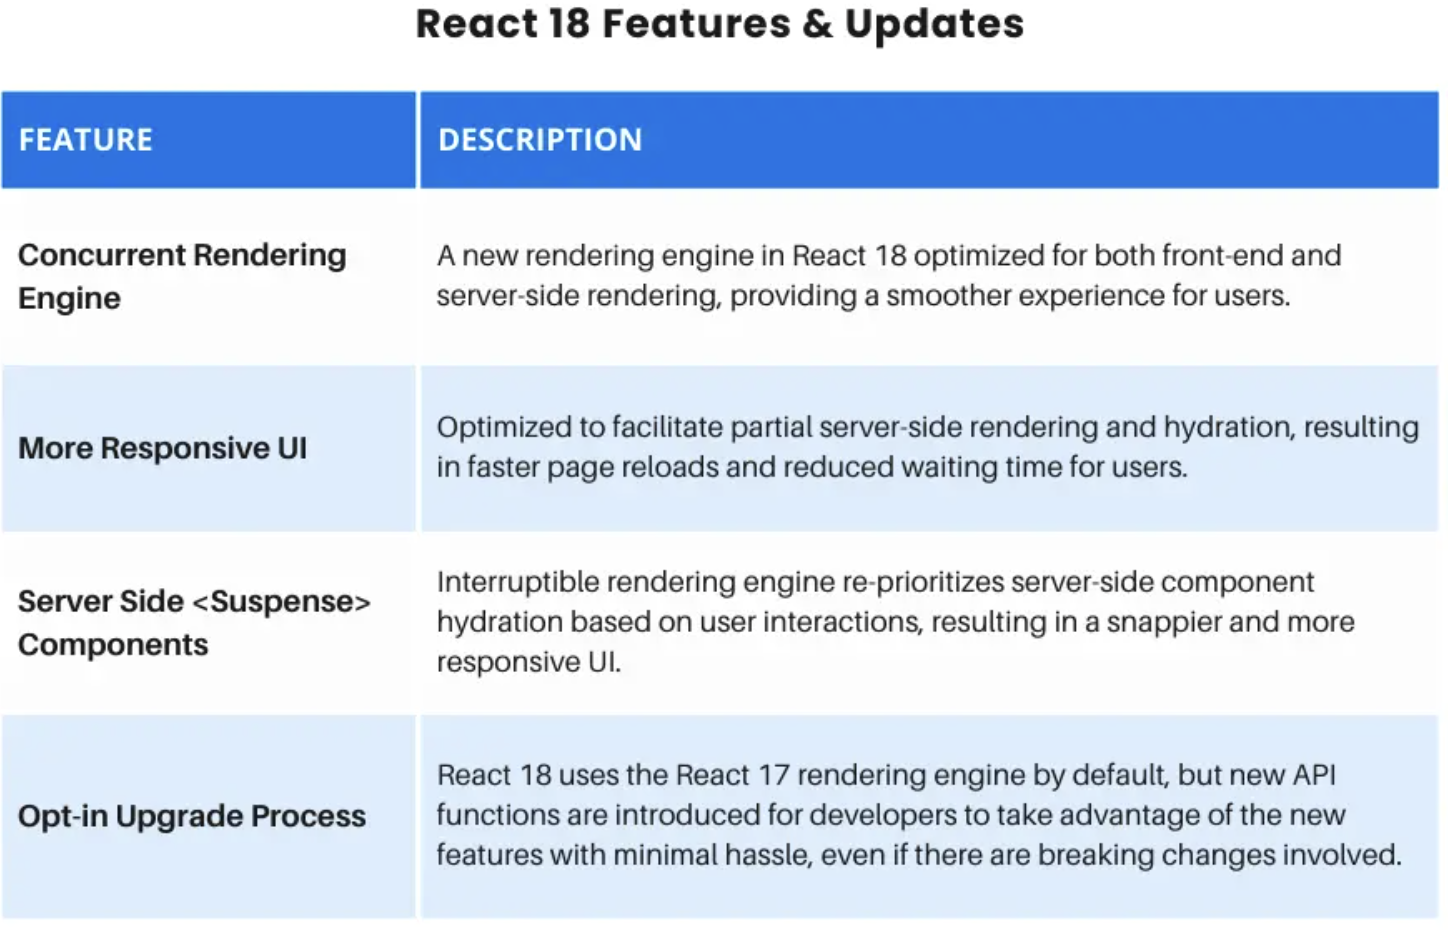 React 18 Features & Updates
FEATURE
DESCRIPTION
Concurrent Rendering
Engine
A new rendering engine in React 18 optimized for both front-end and
server-side rendering, providing a smoother experience for users.
More Responsive UI
Optimized to facilitate partial server-side rendering and hydration, resulting
in faster page reloads and reduced waiting time for users.
Server Side <Suspense>
Components
Interruptible rendering engine re-prioritizes server-side component
hydration based on user interactions, resulting in a snappier and more
responsive UI.
Opt-in Upgrade Process
React 18 uses the React 17 rendering engine by default, but new API
functions are introduced for developers to take advantage of the new
features with minimal hassle, even if there are breaking changes involved.